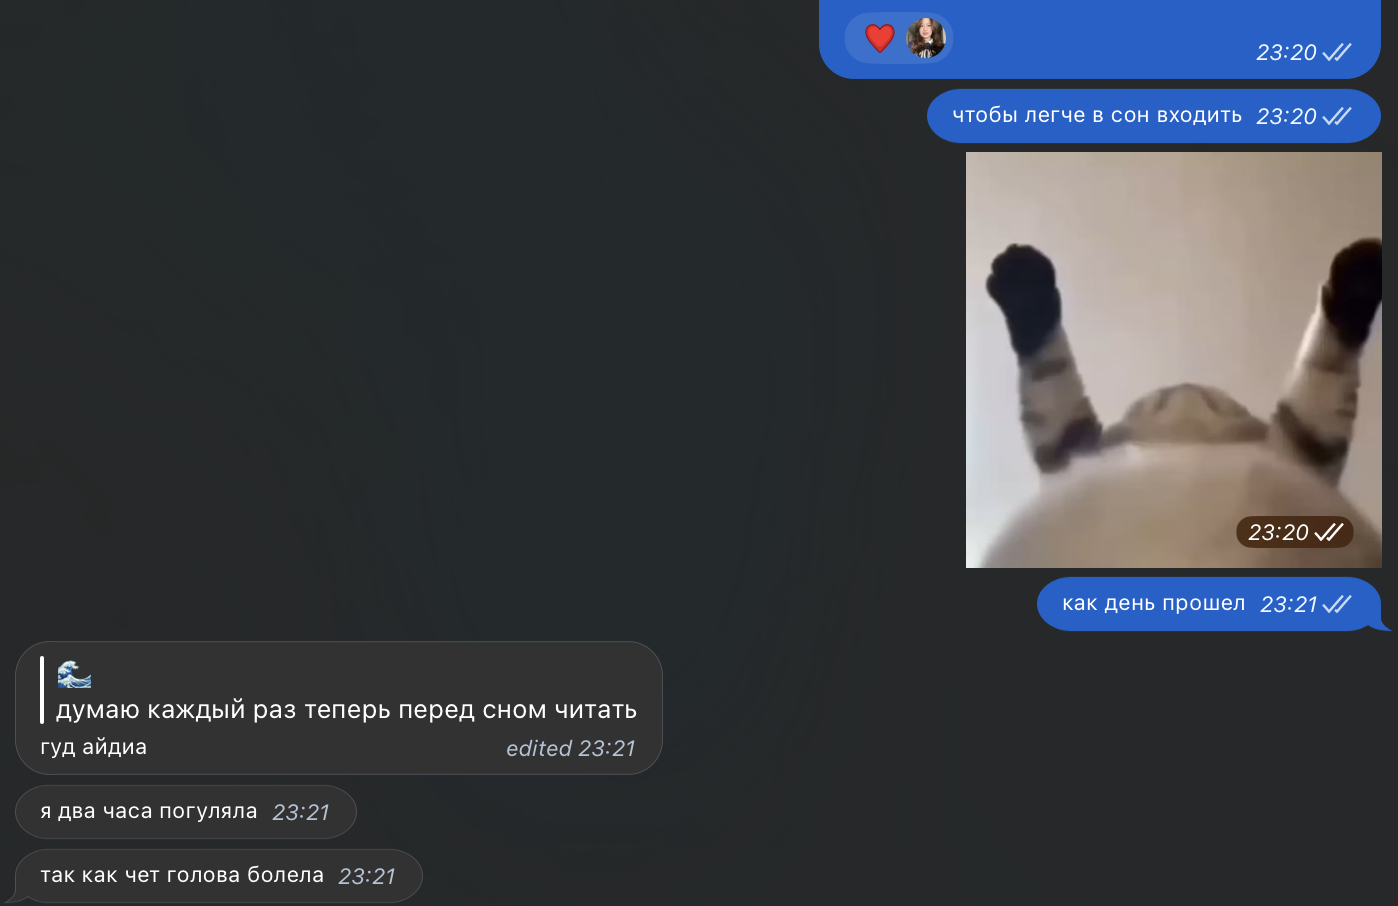 23:20
чтобы легче в сон входить 23:20
23:20
как день прошел 23:21
🌊
думаю каждый раз теперь перед сном читать
гуд айдиа edited 23:21
я два часа погуляла 23:21
так как чет голова болела 23:21